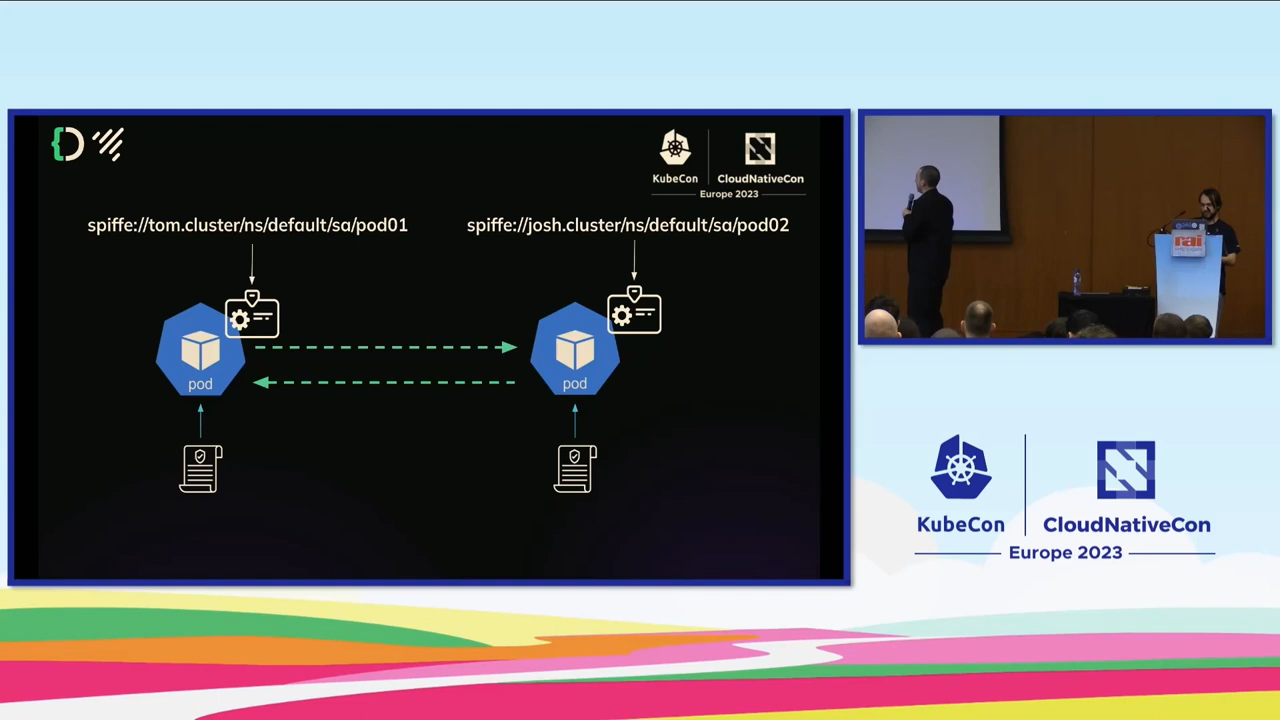 KubeCon
CloudNativeCon
Europe 2023
spiffe://tom.cluster/ns/default/sa/pod01
spiffe://josh.cluster/ns/default/sa/pod02
pod
pod
rai
KubeCon
CloudNativeCon
Europe 2023